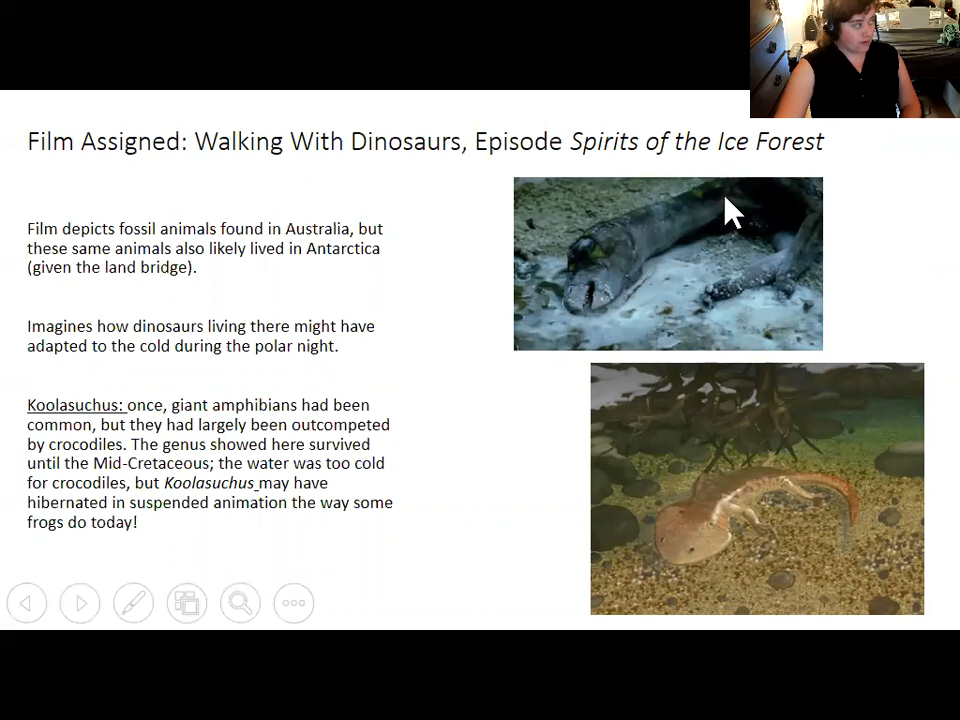 Film Assigned: Walking With Dinosaurs, Episode Spirits of the Ice Forest
Film depicts fossil animals found in Australia, but
these same animals also likely lived in Antarctica
(given the land bridge).
Imagines how dinosaurs living there might have
adapted to the cold during the polar night.
Koolasuchus: once, giant amphibians had been
common, but they had largely been outcompeted
by crocodiles. The genus showed here survived
until the Mid-Cretaceous; the water was too cold
for crocodiles, but Koolasuchus may have
hibernated in suspended animation the way some
frogs do today!